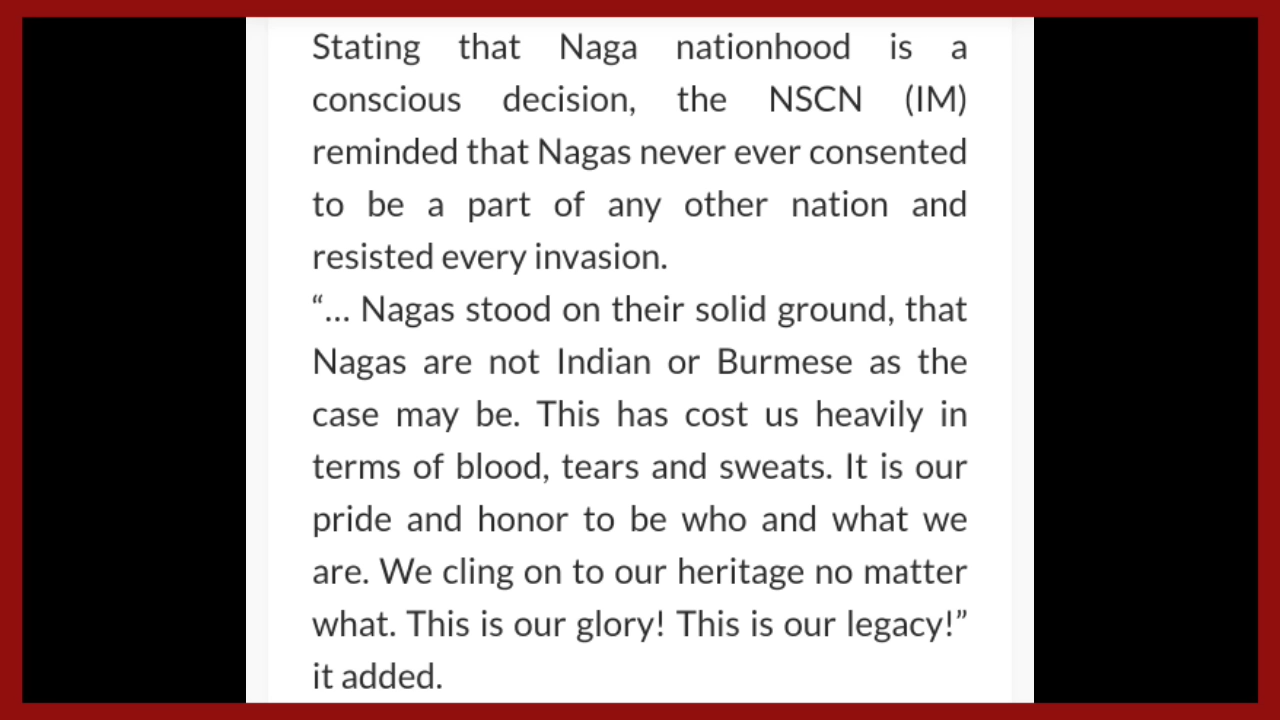 Stating that Naga nationhood is a
conscious decision, the NSCN (IM)
reminded that Nagas never ever consented
to be a part of any other nation and
resisted every invasion.
“... Nagas stood on their solid ground, that
Nagas are not Indian or Burmese as the
case may be. This has cost us heavily in
terms of blood, tears and sweats. It is our
pride and honor to be who and what we
are. We cling on to our heritage no matter
what. This is our glory! This is our legacy!”
it added.